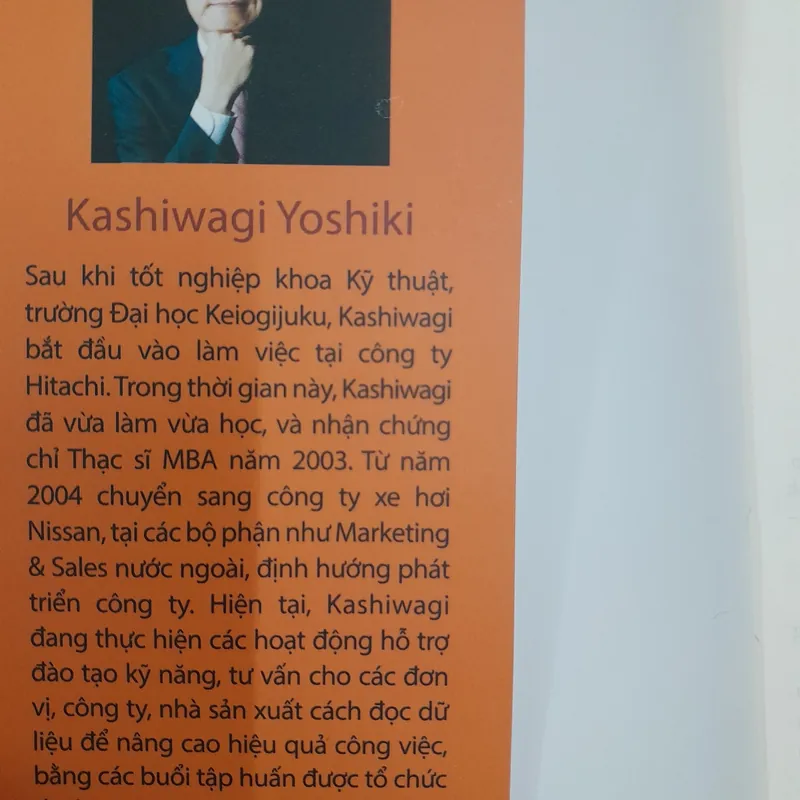 Kashiwagi Yoshiki
Sau khi tốt nghiệp khoa Kỹ thuật,
trường Đại học Keiogijuku, Kashiwagi
bắt đầu vào làm việc tại công ty
Hitachi. Trong thời gian này, Kashiwagi
đã vừa làm vừa học, và nhận chứng
chỉ Thạc sĩ MBA năm 2003. Từ năm
2004 chuyển sang công ty xe hơi
Nissan, tại các bộ phận như Marketing
& Sales nước ngoài, định hướng phát
triển công ty. Hiện tại, Kashiwagi
đang thực hiện các hoạt động hỗ trợ
đào tạo kỹ năng, tư vấn cho các đơn
vị, công ty, nhà sản xuất cách đọc dữ
liệu để nâng cao hiệu quả công việc,
bằng các buổi tập huấn được tổ chức